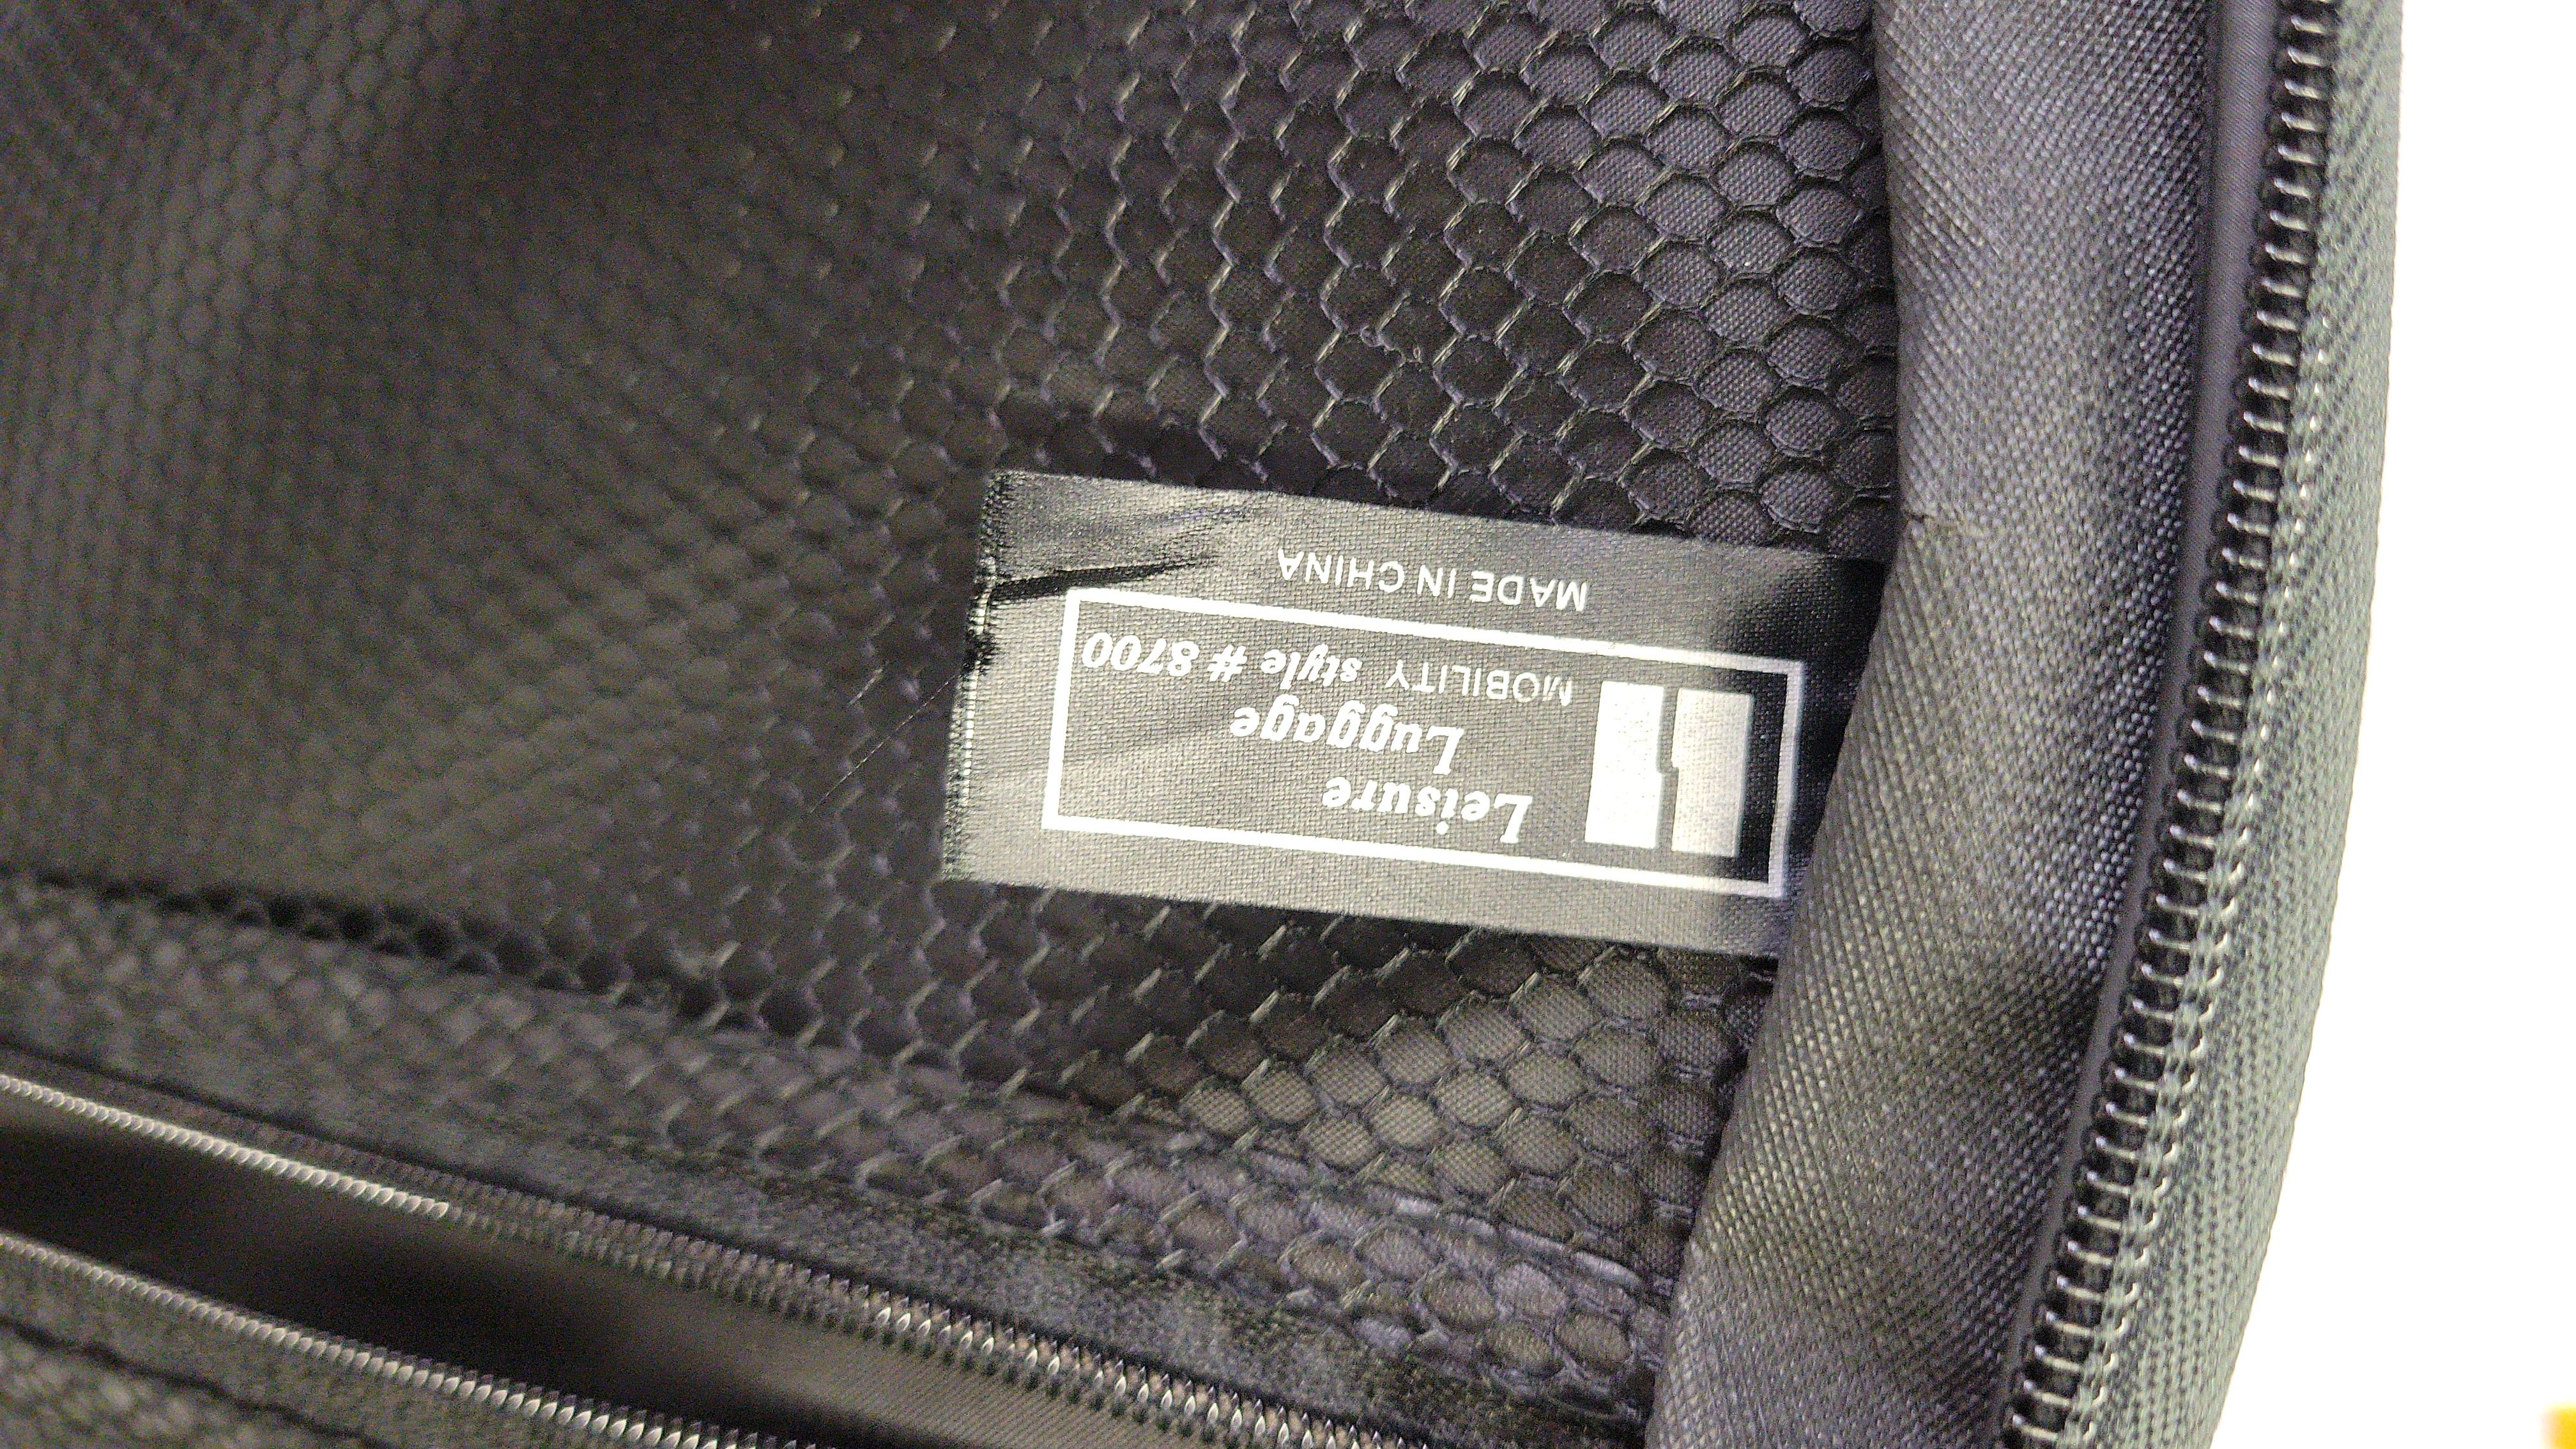 Leisure
Luggage
MOBILITY style # 8700
MADE IN CHINA